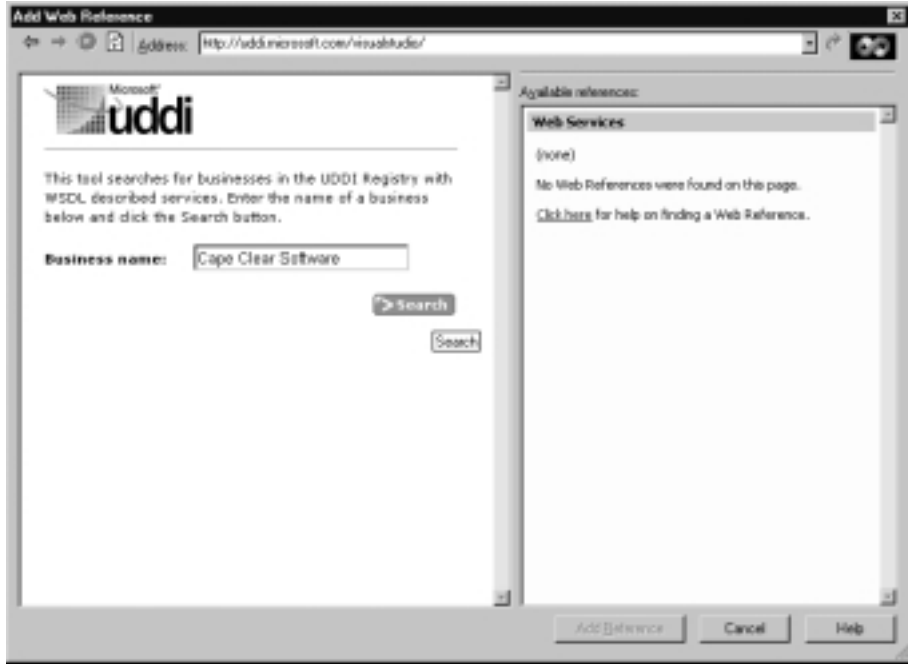 Add Web Reference
Address: http://uddi.microsoft.com/visualstudio/
Microsoft
uddi
This tool searches for businesses in the UDDI Registry with
WSDL described services. Enter the name of a business
below and click the Search button.
Business name: Cape Clear Software
Search
Search
Available references:
Web Services
(none)
No Web References were found on this page.
Click here for help on finding a Web Reference.
Add Reference
Cancel
Help